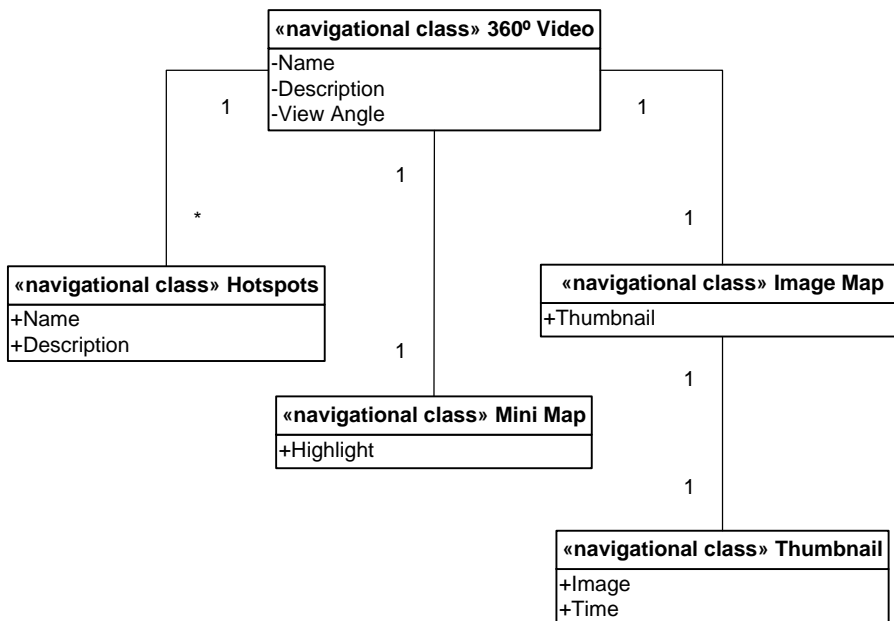 «navigational class» 360º Video
-Name
-Description
-View Angle
1
1
1
*
1
«navigational class» Hotspots
+Name
+Description
«navigational class» Image Map
+Thumbnail
1
1
«navigational class» Mini Map
+Highlight
1
«navigational class» Thumbnail
+Image
+Time